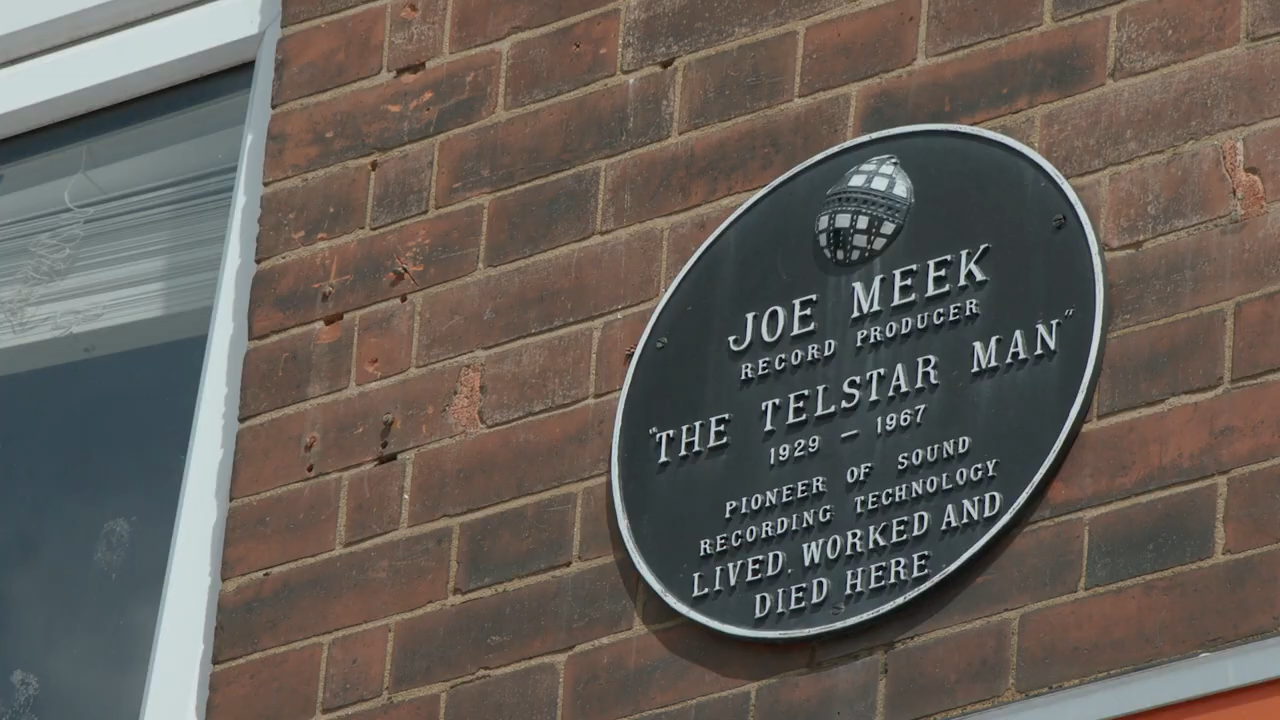 JOE MEEK
RECORD PRODUCER
"THE TELSTAR MAN"
1929 – 1967
PIONEER OF SOUND
RECORDING TECHNOLOGY
LIVED, WORKED AND
DIED HERE